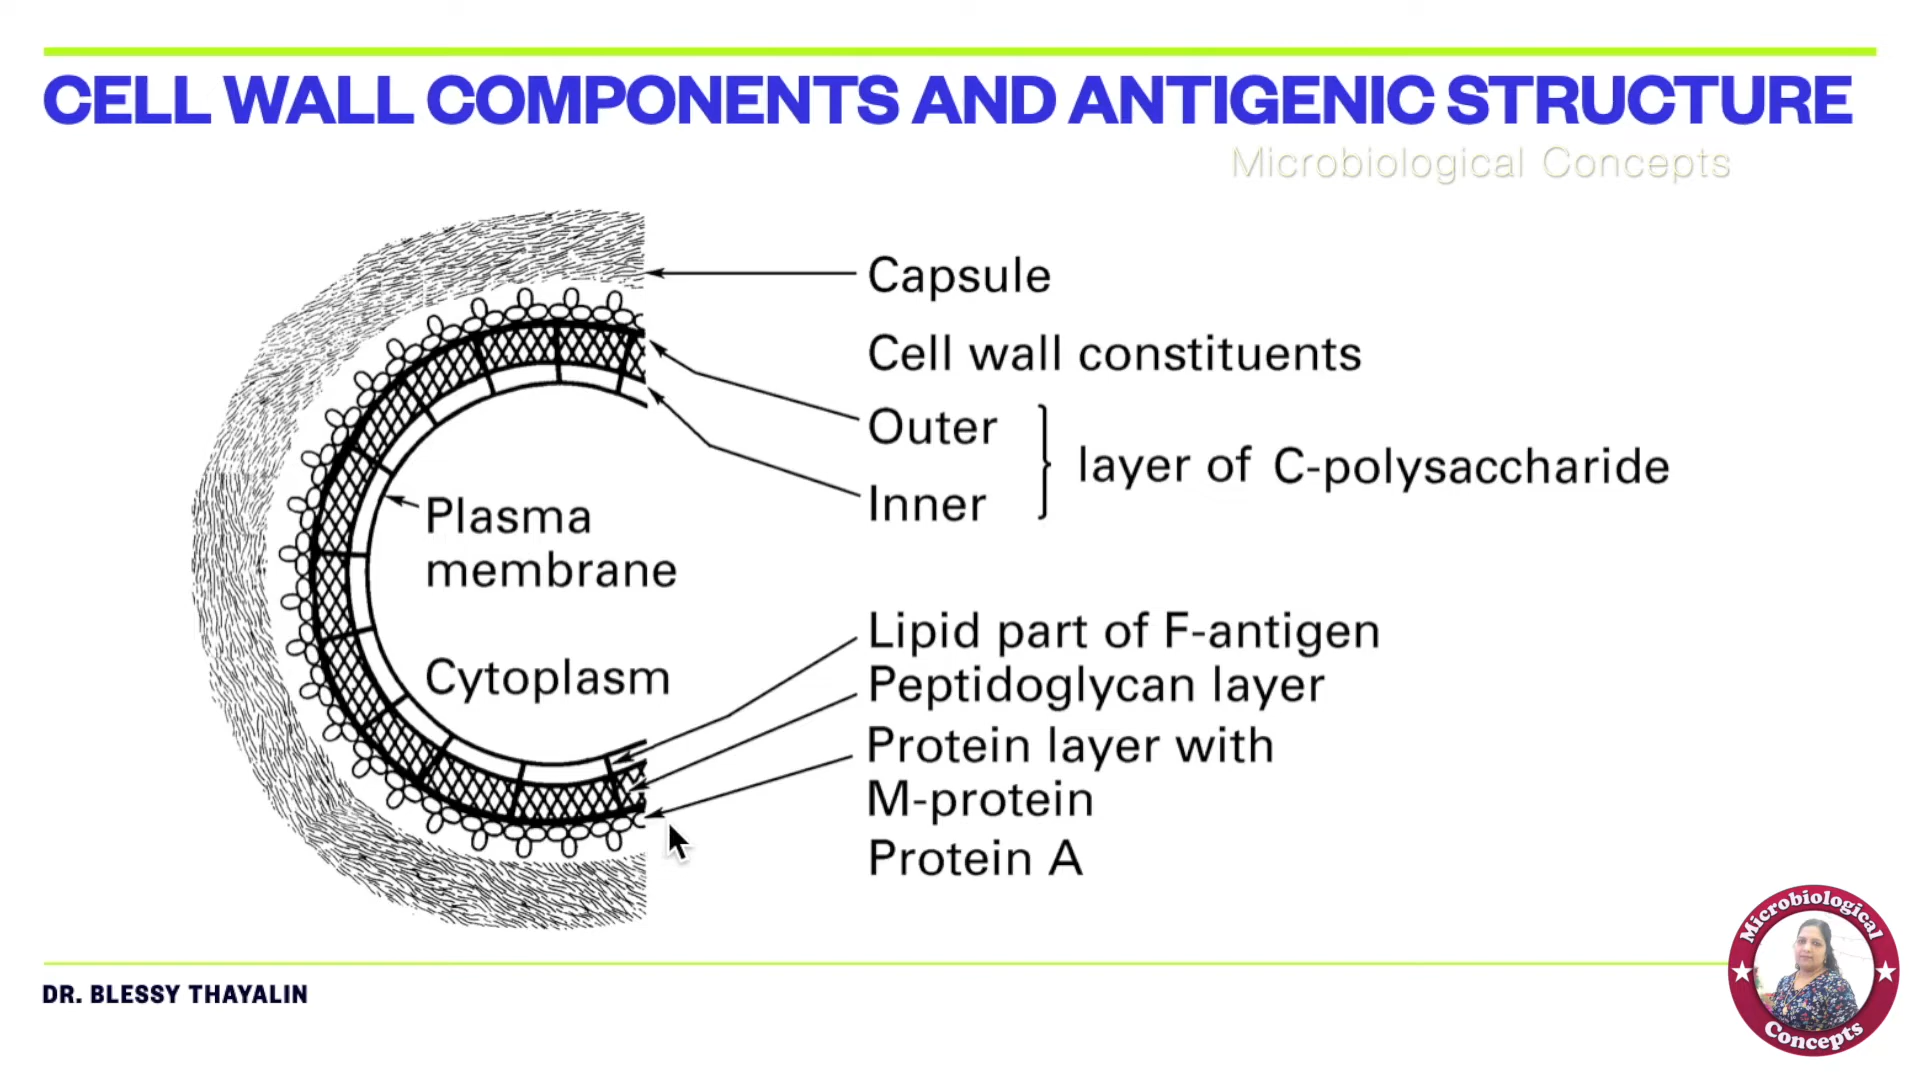 CELL WALL COMPONENTS AND ANTIGENIC STRUCTURE
Microbiological Concepts
Capsule
Cell wall constituents
Outer
layer of C-polysaccharide
Inner
Plasma
membrane
Cytoplasm
Lipid part of F-antigen
Peptidoglycan layer
Protein layer with
M-protein
Protein A
DR. BLESSY THAYALIN
Microbiological
Concepts